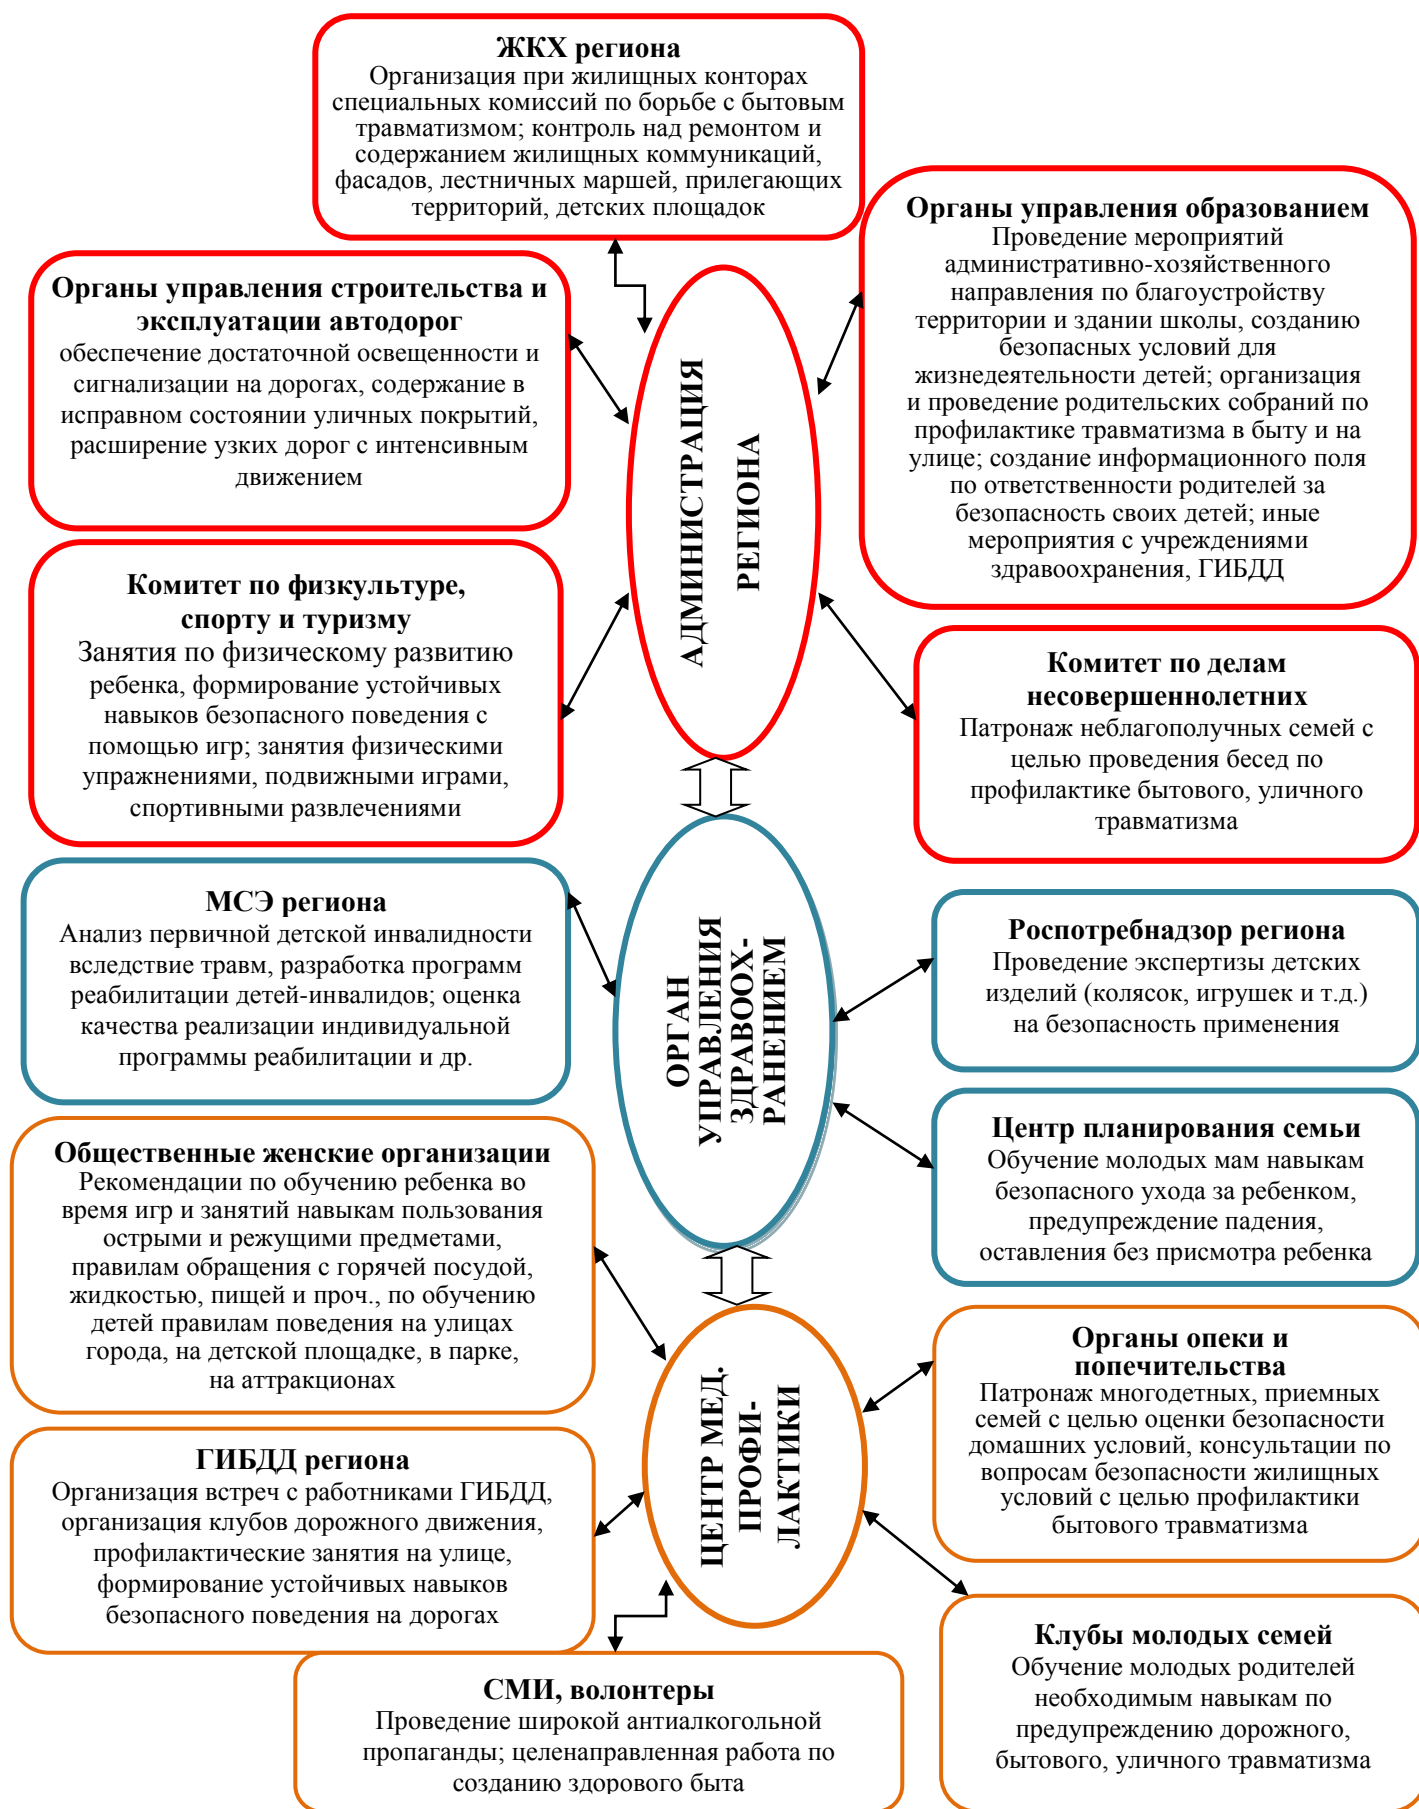 ЖКХ региона
Организация при жилищных конторах
специальных комиссий по борьбе с бытовым
травматизмом; контроль над ремонтом и
содержанием жилищных коммуникаций,
фасадов, лестничных маршей, прилегающих
территорий, детских площадок
Органы управления образованием
Проведение мероприятий
административно-хозяйственного
направления по благоустройству
территории и здании школы, созданию
безопасных условий для
жизнедеятельности детей; организация
и проведение родительских собраний по
профилактике травматизма в быту и на
улице; создание информационного поля
по ответственности родителей за
безопасность своих детей; иные
мероприятия с учреждениями
здравоохранения, ГИБДД
Органы управления строительства и
эксплуатации автодорог
обеспечение достаточной освещенности и
сигнализации на дорогах, содержание в
исправном состоянии уличных покрытий,
расширение узких дорог с интенсивным
движением
АДМИНИСТРАЦИЯ
РЕГИОНА
Комитет по физкультуре,
спорту и туризму
Занятия по физическому развитию
ребенка, формирование устойчивых
навыков безопасного поведения с
помощью игр; занятия физическими
упражнениями, подвижными играми,
спортивными развлечениями
Комитет по делам
несовершеннолетних
Патронаж неблагополучных семей с
целью проведения бесед по
профилактике бытового, уличного
травматизма
МСЭ региона
Анализ первичной детской инвалидности
вследствие травм, разработка программ
реабилитации детей-инвалидов; оценка
качества реализации индивидуальной
программы реабилитации и др.
ОРГАН
УПРАВЛЕНИЯ
ЗДРАВООХ-
РАНЕНИЕМ
Роспотребнадзор региона
Проведение экспертизы детских
изделий (колясок, игрушек и т.д.)
на безопасность применения
Центр планирования семьи
Обучение молодых мам навыкам
безопасного ухода за ребенком,
предупреждение падения,
оставления без присмотра ребенка
Общественные женские организации
Рекомендации по обучению ребенка во
время игр и занятий навыкам пользования
острыми и режущими предметами,
правилам обращения с горячей посудой,
жидкостью, пищей и проч., по обучению
детей правилам поведения на улицах
города, на детской площадке, в парке,
на аттракционах
ЦЕНТР МЕД.
ПРОФИ-
ЛАКТИКИ
Органы опеки и
попечительства
Патронаж многодетных, приемных
семей с целью оценки безопасности
домашних условий, консультации по
вопросам безопасности жилищных
условий с целью профилактики
бытового травматизма
ГИБДД региона
Организация встреч с работниками ГИБДД,
организация клубов дорожного движения,
профилактические занятия на улице,
формирование устойчивых навыков
безопасного поведения на дорогах
Клубы молодых семей
Обучение молодых родителей
необходимым навыкам по
предупреждению дорожного,
бытового, уличного травматизма
СМИ, волонтеры
Проведение широкой антиалкогольной
пропаганды; целенаправленная работа по
созданию здорового быта